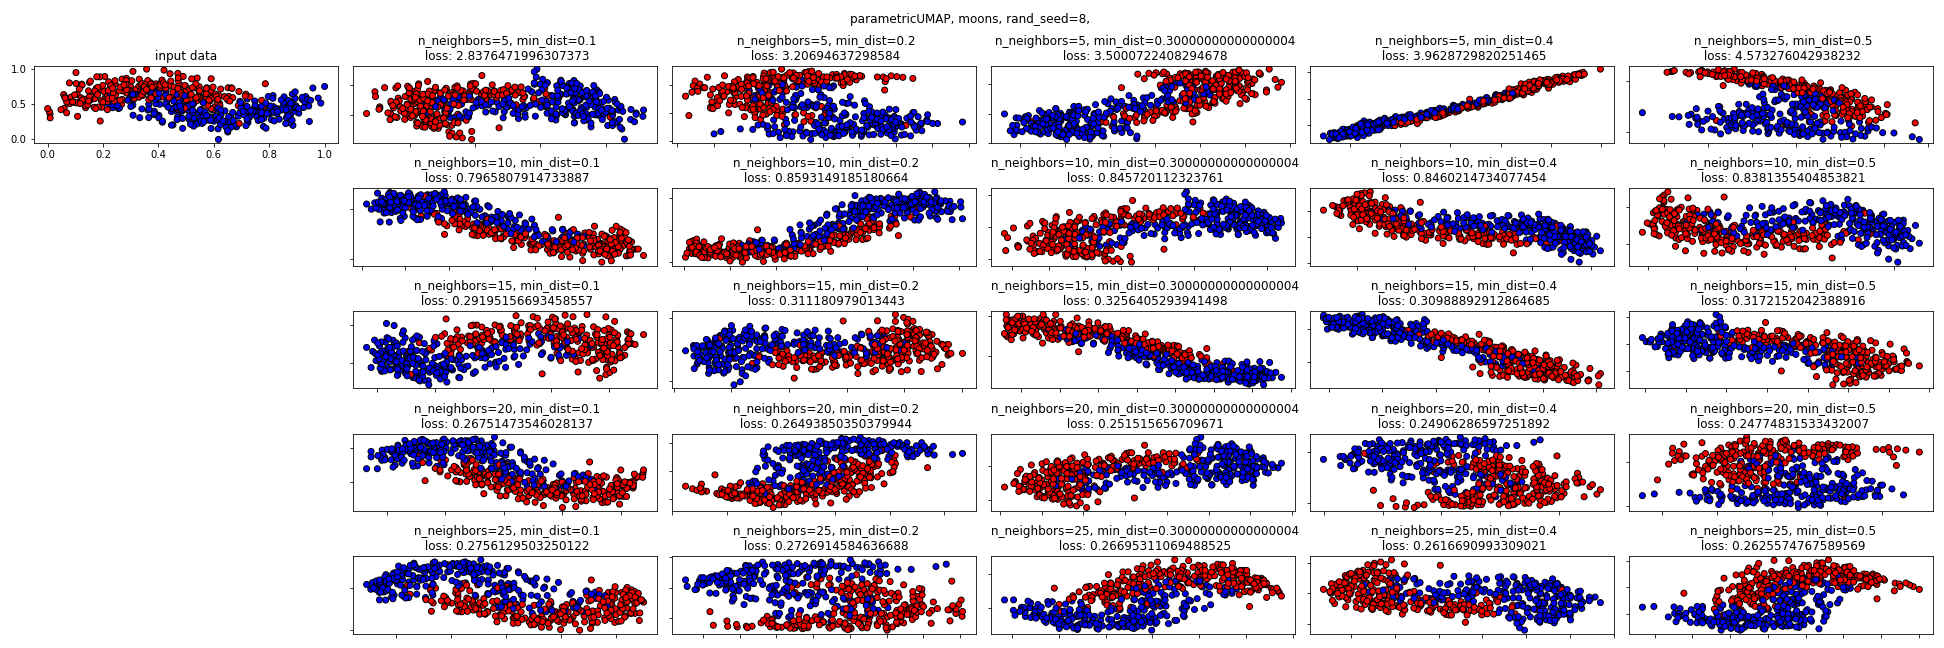 parametricUMAP, moons, rand_seed=8,
input data
1.0
0.5
0.0
0.0 0.2 0.4 0.6 0.8 1.0
n_neighbors=5, min_dist=0.1
loss: 2.8376471996307373
n_neighbors=5, min_dist=0.2
loss: 3.20694637298584
n_neighbors=5, min_dist=0.30000000000000004
loss: 3.5000722408294678
n_neighbors=5, min_dist=0.4
loss: 3.9628729820251465
n_neighbors=5, min_dist=0.5
loss: 4.573276042938232
n_neighbors=10, min_dist=0.1
loss: 0.7965807914733887
n_neighbors=10, min_dist=0.2
loss: 0.8593149185180664
n_neighbors=10, min_dist=0.30000000000000004
loss: 0.845720112323761
n_neighbors=10, min_dist=0.4
loss: 0.8460214734077454
n_neighbors=10, min_dist=0.5
loss: 0.8381355404853821
n_neighbors=15, min_dist=0.1
loss: 0.29195156693458557
n_neighbors=15, min_dist=0.2
loss: 0.311180979013443
n_neighbors=15, min_dist=0.30000000000000004
loss: 0.3256405293941498
n_neighbors=15, min_dist=0.4
loss: 0.30988892912864685
n_neighbors=15, min_dist=0.5
loss: 0.3172152042388916
n_neighbors=20, min_dist=0.1
loss: 0.26751473546028137
n_neighbors=20, min_dist=0.2
loss: 0.26493850350379944
n_neighbors=20, min_dist=0.30000000000000004
loss: 0.251515656709671
n_neighbors=20, min_dist=0.4
loss: 0.24906286597251892
n_neighbors=20, min_dist=0.5
loss: 0.24774831533432007
n_neighbors=25, min_dist=0.1
loss: 0.2756129503250122
n_neighbors=25, min_dist=0.2
loss: 0.2726914584636688
n_neighbors=25, min_dist=0.30000000000000004
loss: 0.26695311069488525
n_neighbors=25, min_dist=0.4
loss: 0.2616690993309021
n_neighbors=25, min_dist=0.5
loss: 0.2625574767589569